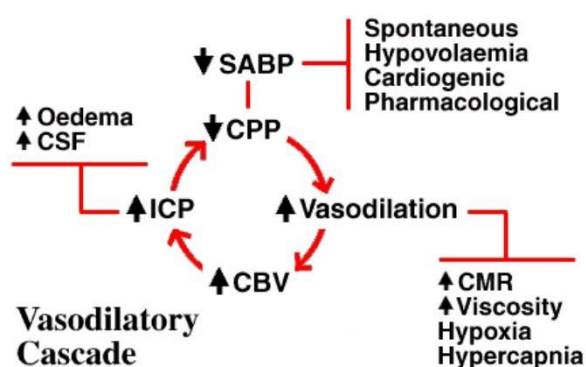 Spontaneous
Hypovolaemia
Cardiogenic
Pharmacological
SABP
Oedema
CSF
CPP
ICP
Vasodilation
CBV
CMR
Viscosity
Hypoxia
Hypercapnia
Vasodilatory
Cascade